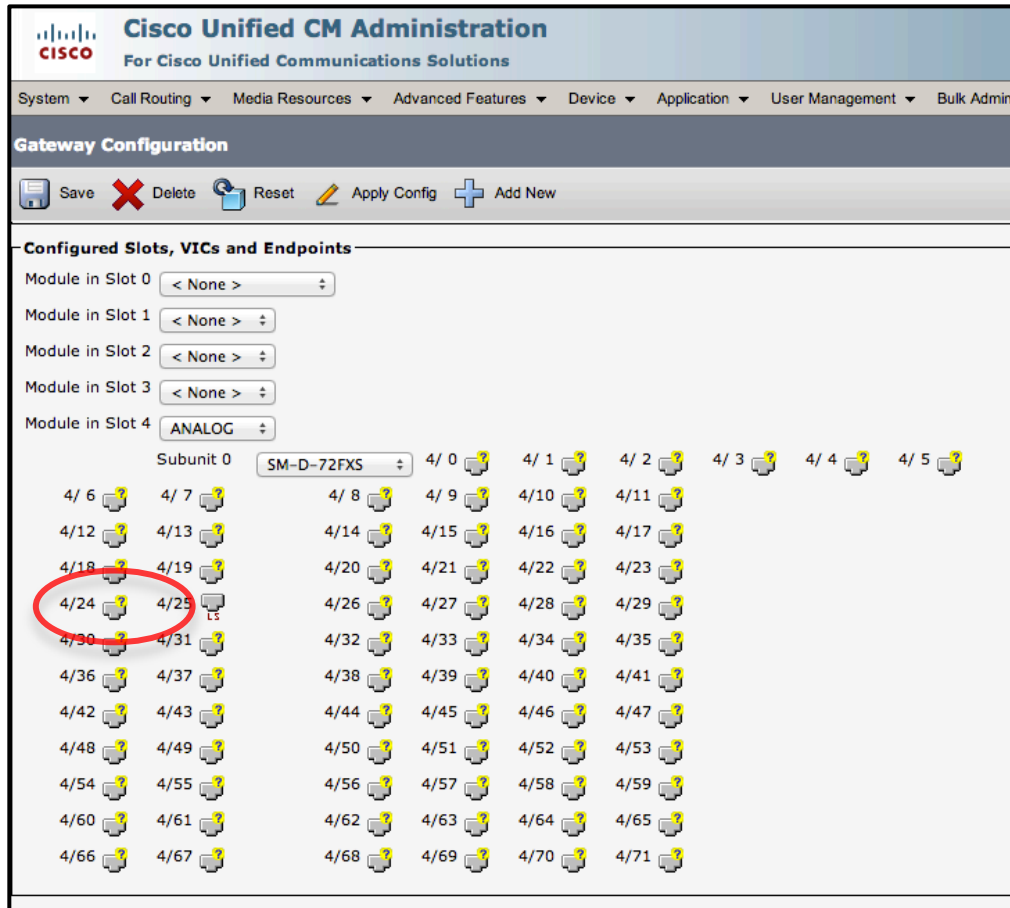 Cisco Unified CM Administration
CISCO
For Cisco Unified Communications Solutions
System Call Routing Media Resources Advanced Features Device Application User Management Bulk Admin
Gateway Configuration
Save Delete Reset Apply Config Add New
Configured Slots, VICs and Endpoints
Module in Slot 0 < None >
Module in Slot 1 < None >
Module in Slot 2 < None >
Module in Slot 3 < None >
Module in Slot 4 ANALOG
Subunit 0 SM-D-72FXS 4/ 0 ? 4/ 1 ? 4/ 2 ? 4/ 3 ? 4/ 4 ? 4/ 5 ?
4/ 6 ? 4/ 7 ? 4/ 8 ? 4/ 9 ? 4/10 ? 4/11 ?
4/12 ? 4/13 ? 4/14 ? 4/15 ? 4/16 ? 4/17 ?
4/18 ? 4/19 ? 4/20 ? 4/21 ? 4/22 ? 4/23 ?
4/24 ? 4/25 LS 4/26 ? 4/27 ? 4/28 ? 4/29 ?
4/30 ? 4/31 ? 4/32 ? 4/33 ? 4/34 ? 4/35 ?
4/36 ? 4/37 ? 4/38 ? 4/39 ? 4/40 ? 4/41 ?
4/42 ? 4/43 ? 4/44 ? 4/45 ? 4/46 ? 4/47 ?
4/48 ? 4/49 ? 4/50 ? 4/51 ? 4/52 ? 4/53 ?
4/54 ? 4/55 ? 4/56 ? 4/57 ? 4/58 ? 4/59 ?
4/60 ? 4/61 ? 4/62 ? 4/63 ? 4/64 ? 4/65 ?
4/66 ? 4/67 ? 4/68 ? 4/69 ? 4/70 ? 4/71 ?